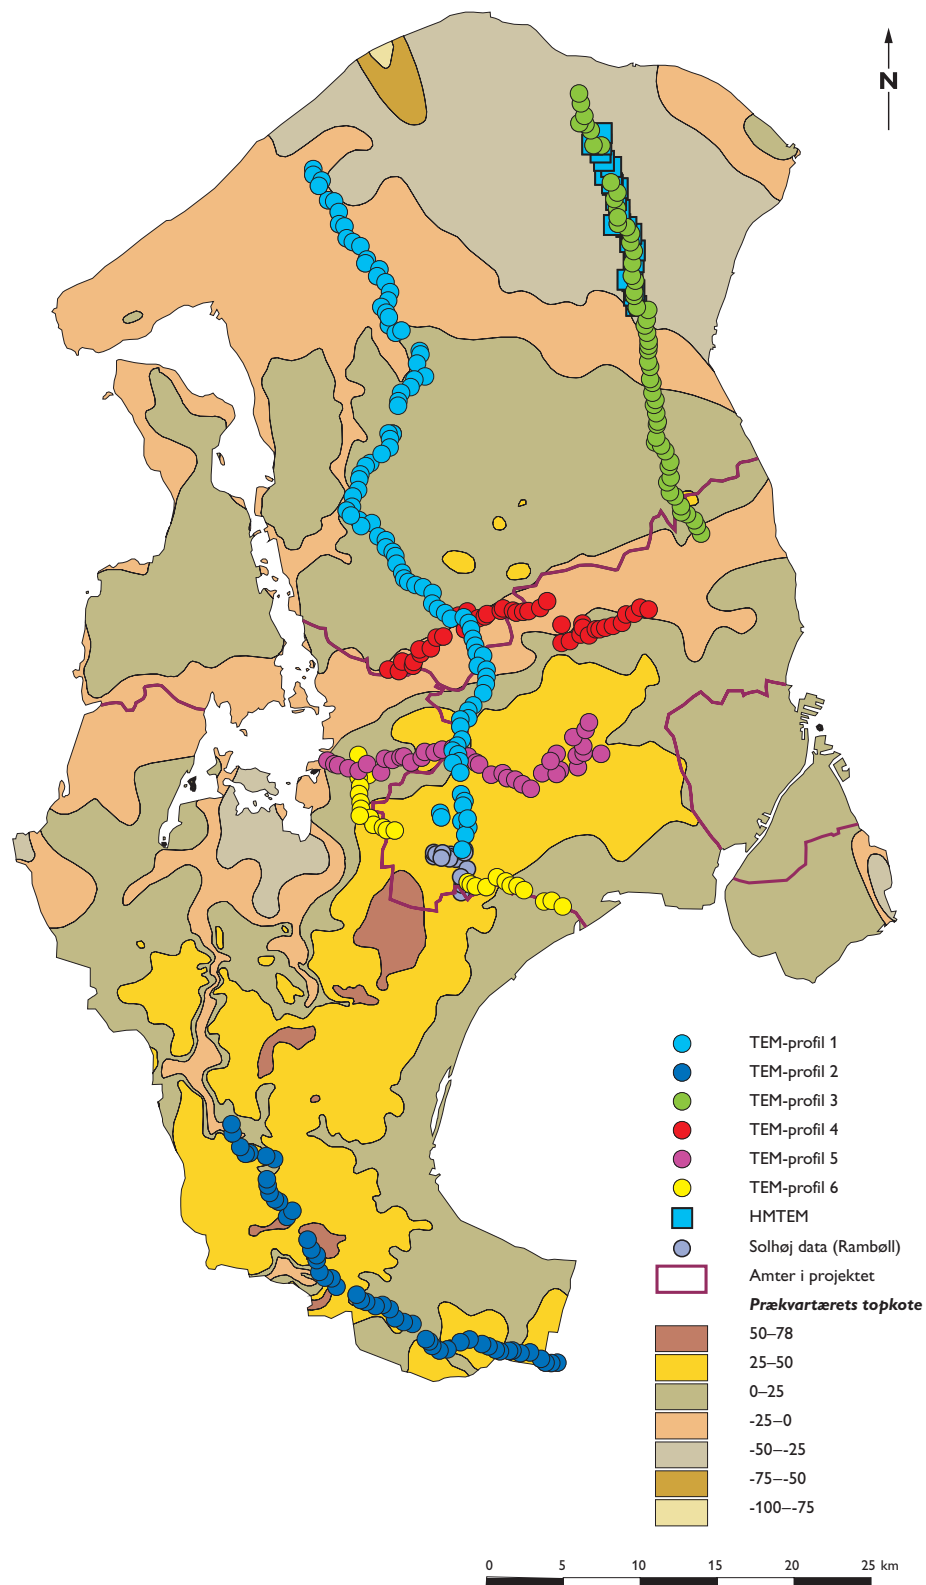 N
TEM-profil 1
TEM-profil 2
TEM-profil 3
TEM-profil 4
TEM-profil 5
TEM-profil 6
HMTEM
Solhøj data (Rambøll)
Amter i projektet
Prækvartærets topkote
50–78
25–50
0–25
-25–0
-50–-25
-75–-50
-100–-75
0 5 10 15 20 25 km